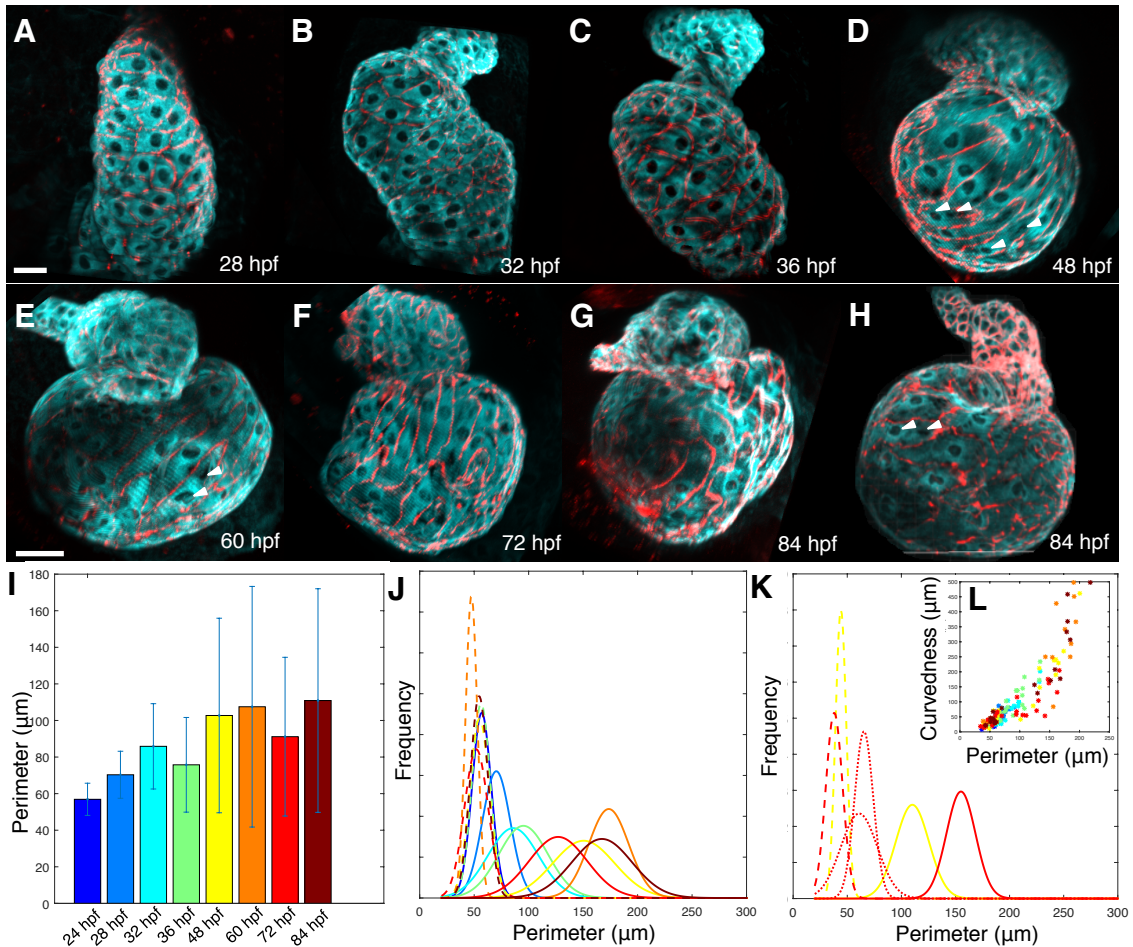 A
B
C
D
28 hpf
32 hpf
36 hpf
48 hpf
E
F
G
H
60 hpf
72 hpf
84 hpf
84 hpf
I
Perimeter (µm)
180
160
140
120
100
80
60
40
20
0
24 hpf
28 hpf
32 hpf
36 hpf
48 hpf
60 hpf
72 hpf
84 hpf
J
Frequency
0 50 100 150 200 250 300
Perimeter (µm)
K
Frequency
0 50 100 150 200 250 300
Perimeter (µm)
L
Curvedness (µm)
500
450
400
350
300
250
200
150
100
50
0
0 50 100 150 200 250
Perimeter (µm)